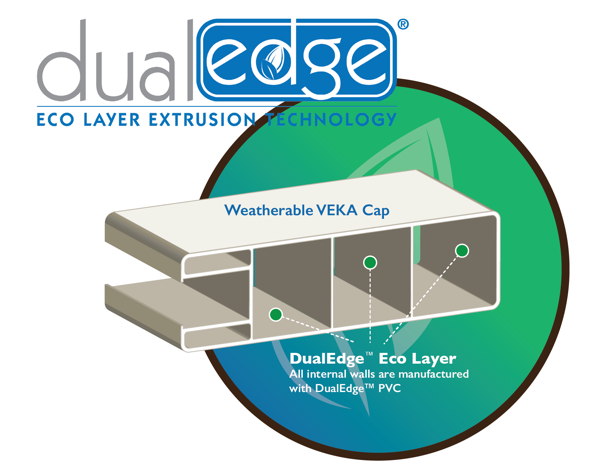 dualedge®
ECO LAYER EXTRUSION TECHNOLOGY
Weatherable VEKA Cap
DualEdge™ Eco Layer
All internal walls are manufactured
with DualEdge™ PVC